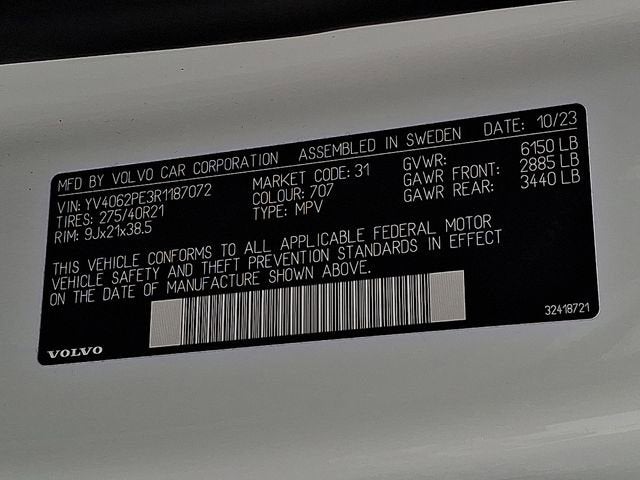 MFD BY VOLVO CAR CORPORATION ASSEMBLED IN SWEDEN DATE: 10/23
VIN: YV4062PE3R1187072 MARKET CODE: 31 GVWR: 6150 LB
TIRES: 275/40R21 COLOUR: 707 GAWR FRONT: 2885 LB
RIM: 9Jx21x38.5 TYPE: MPV GAWR REAR: 3440 LB
THIS VEHICLE CONFORMS TO ALL APPLICABLE FEDERAL MOTOR
VEHICLE SAFETY AND THEFT PREVENTION STANDARDS IN EFFECT
ON THE DATE OF MANUFACTURE SHOWN ABOVE.
32418721
VOLVO